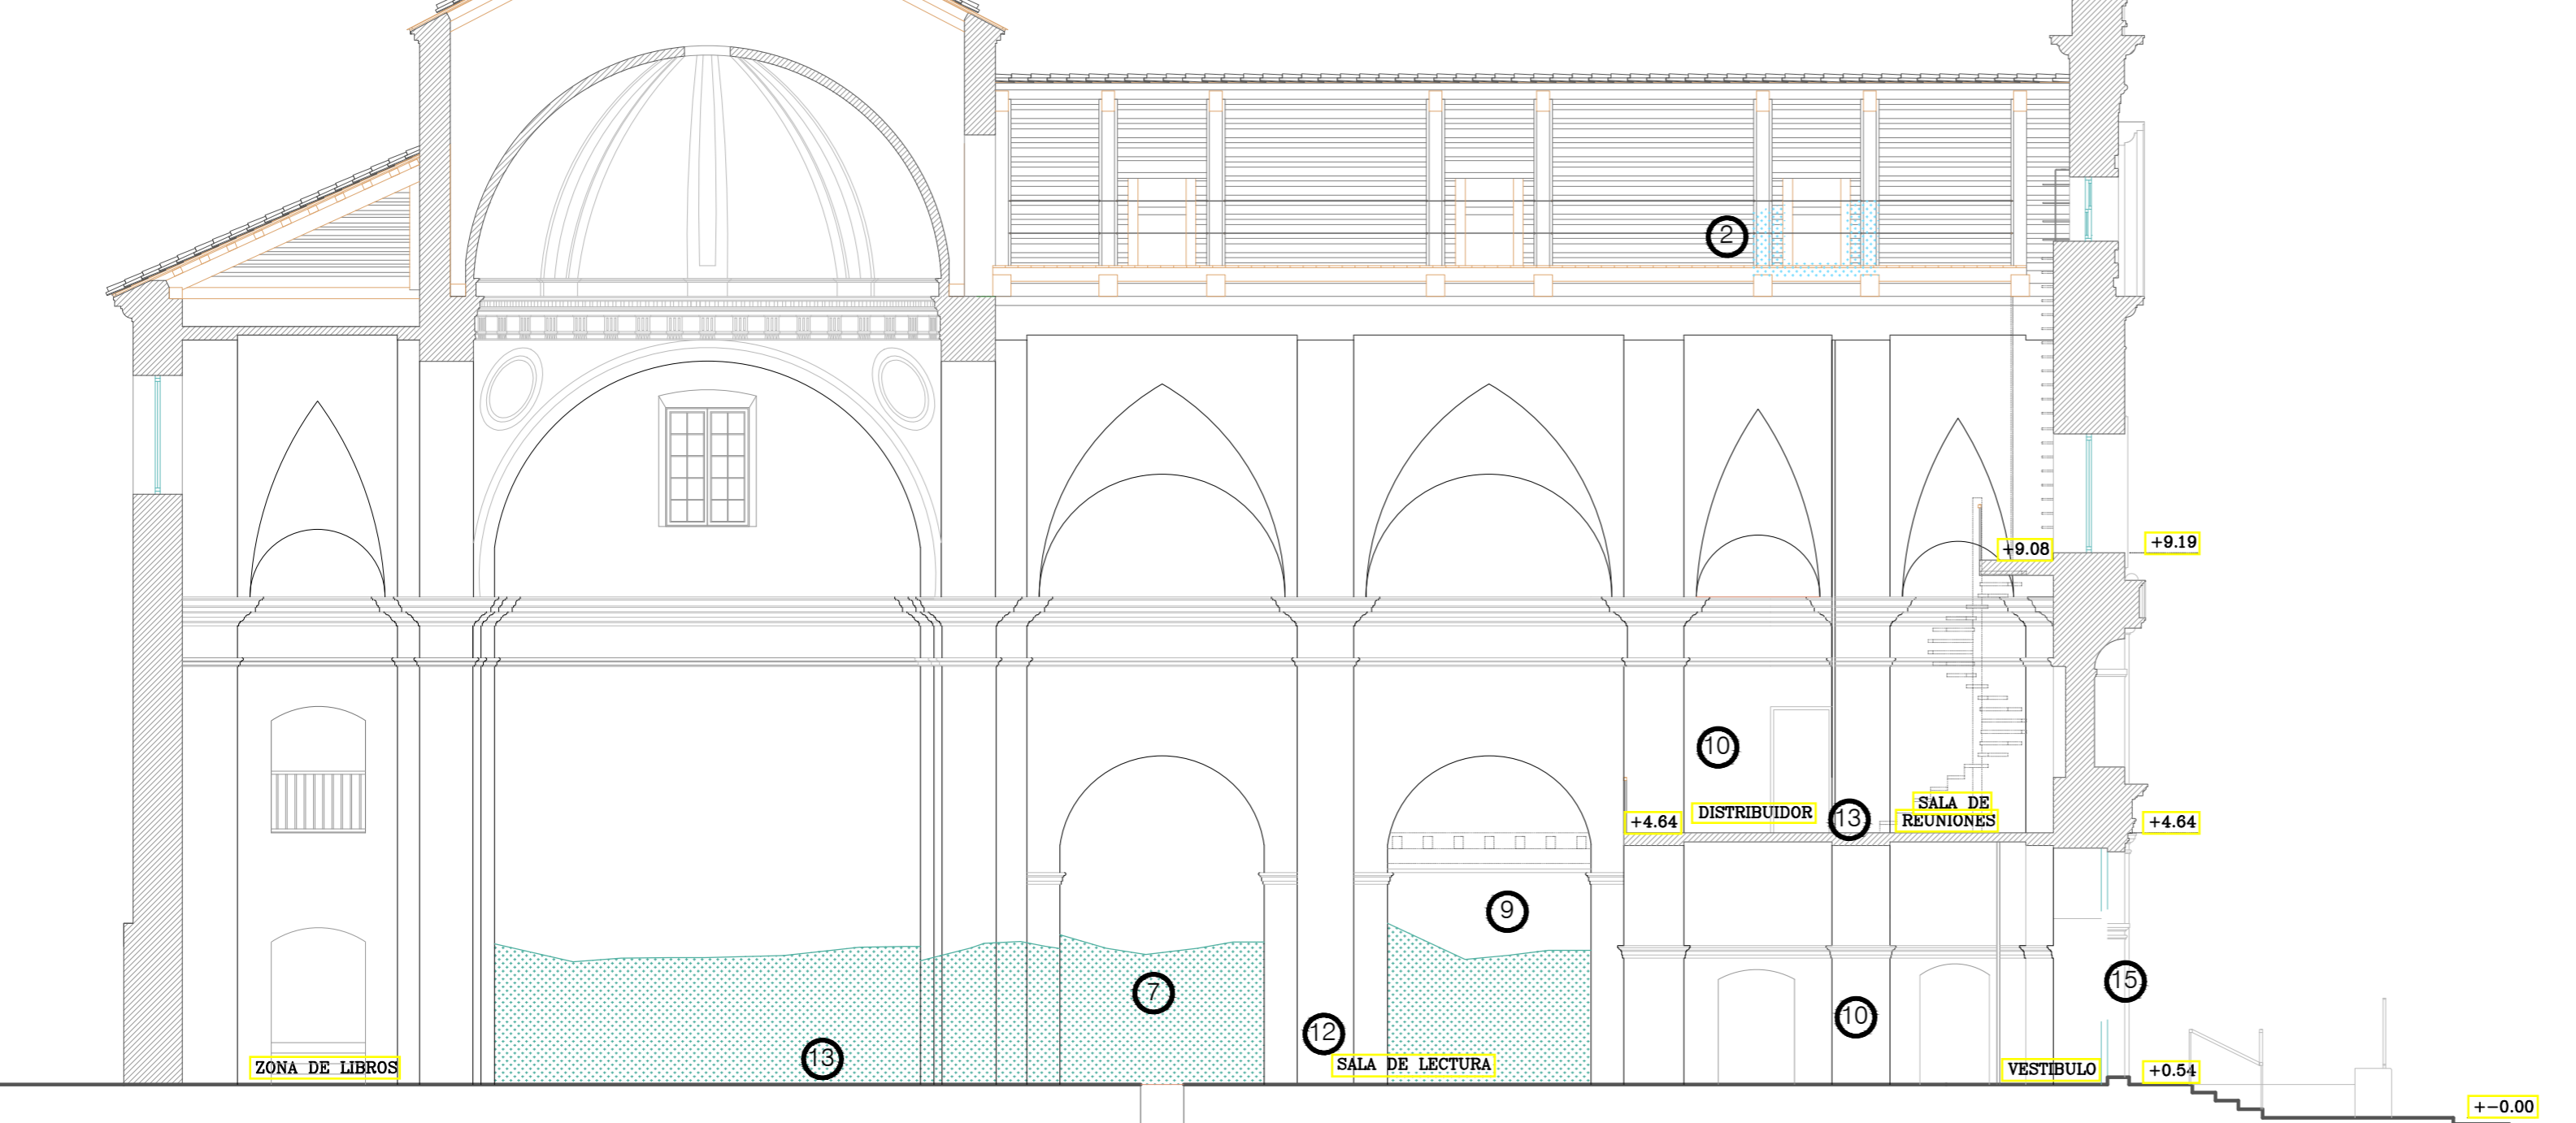 2
+9.08
+9.19
10
DISTRIBUIDOR
13
SALA DE
REUNIONES
+4.64
+4.64
9
7
15
12
10
13
ZONA DE LIBROS
SALA DE LECTURA
VESTIBULO
+0.54
+-0.00